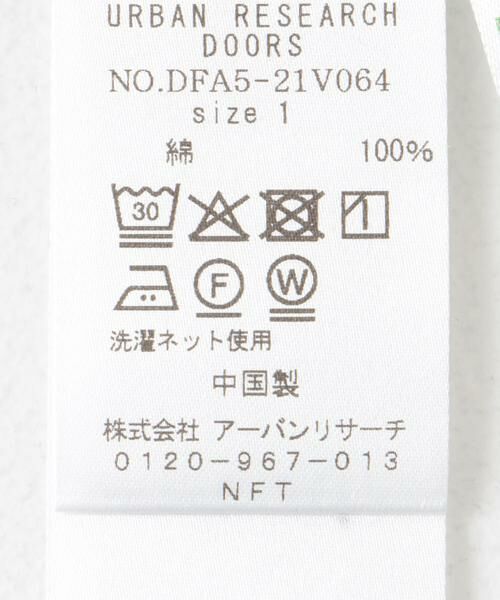 URBAN RESEARCH
DOORS
NO.DFA5-21V064
size 1
綿 100%
30
F W
洗濯ネット使用
中国製
株式会社 アーバンリサーチ
0120-967-013
NFT